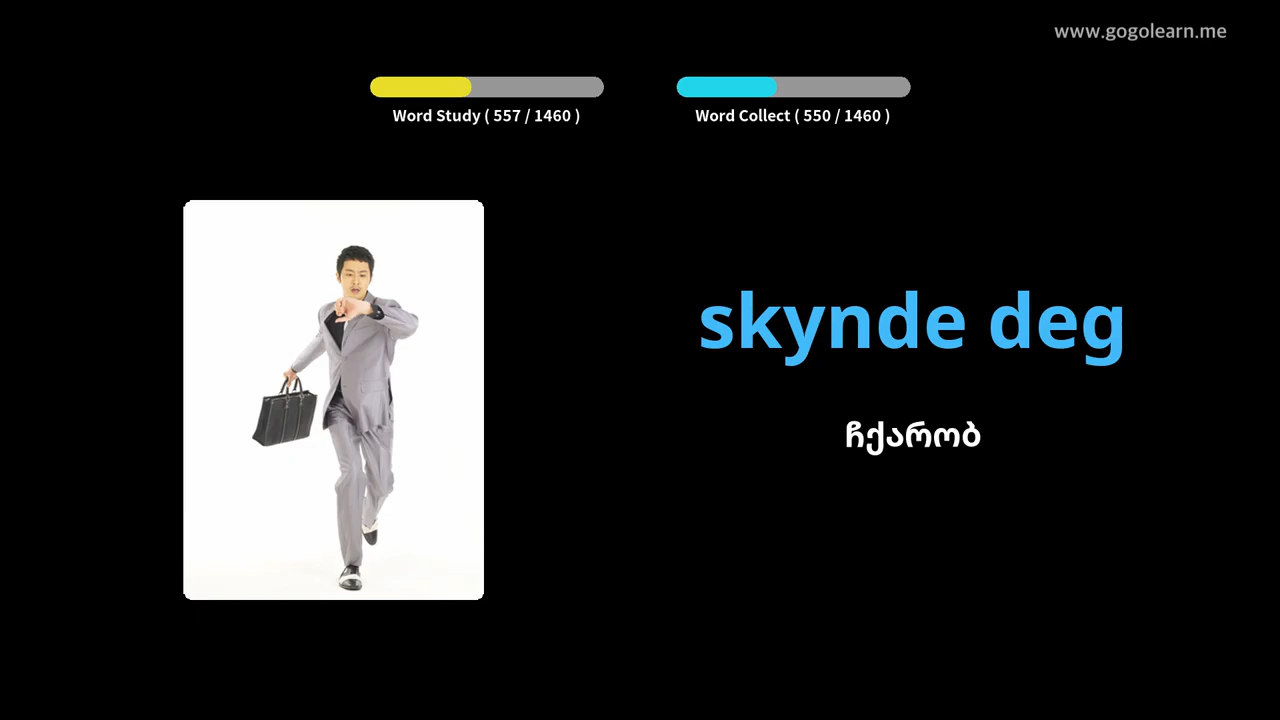 www.gogolearn.me
Word Study ( 557 / 1460 )
Word Collect ( 550 / 1460 )
skynde deg
ჩქარობ